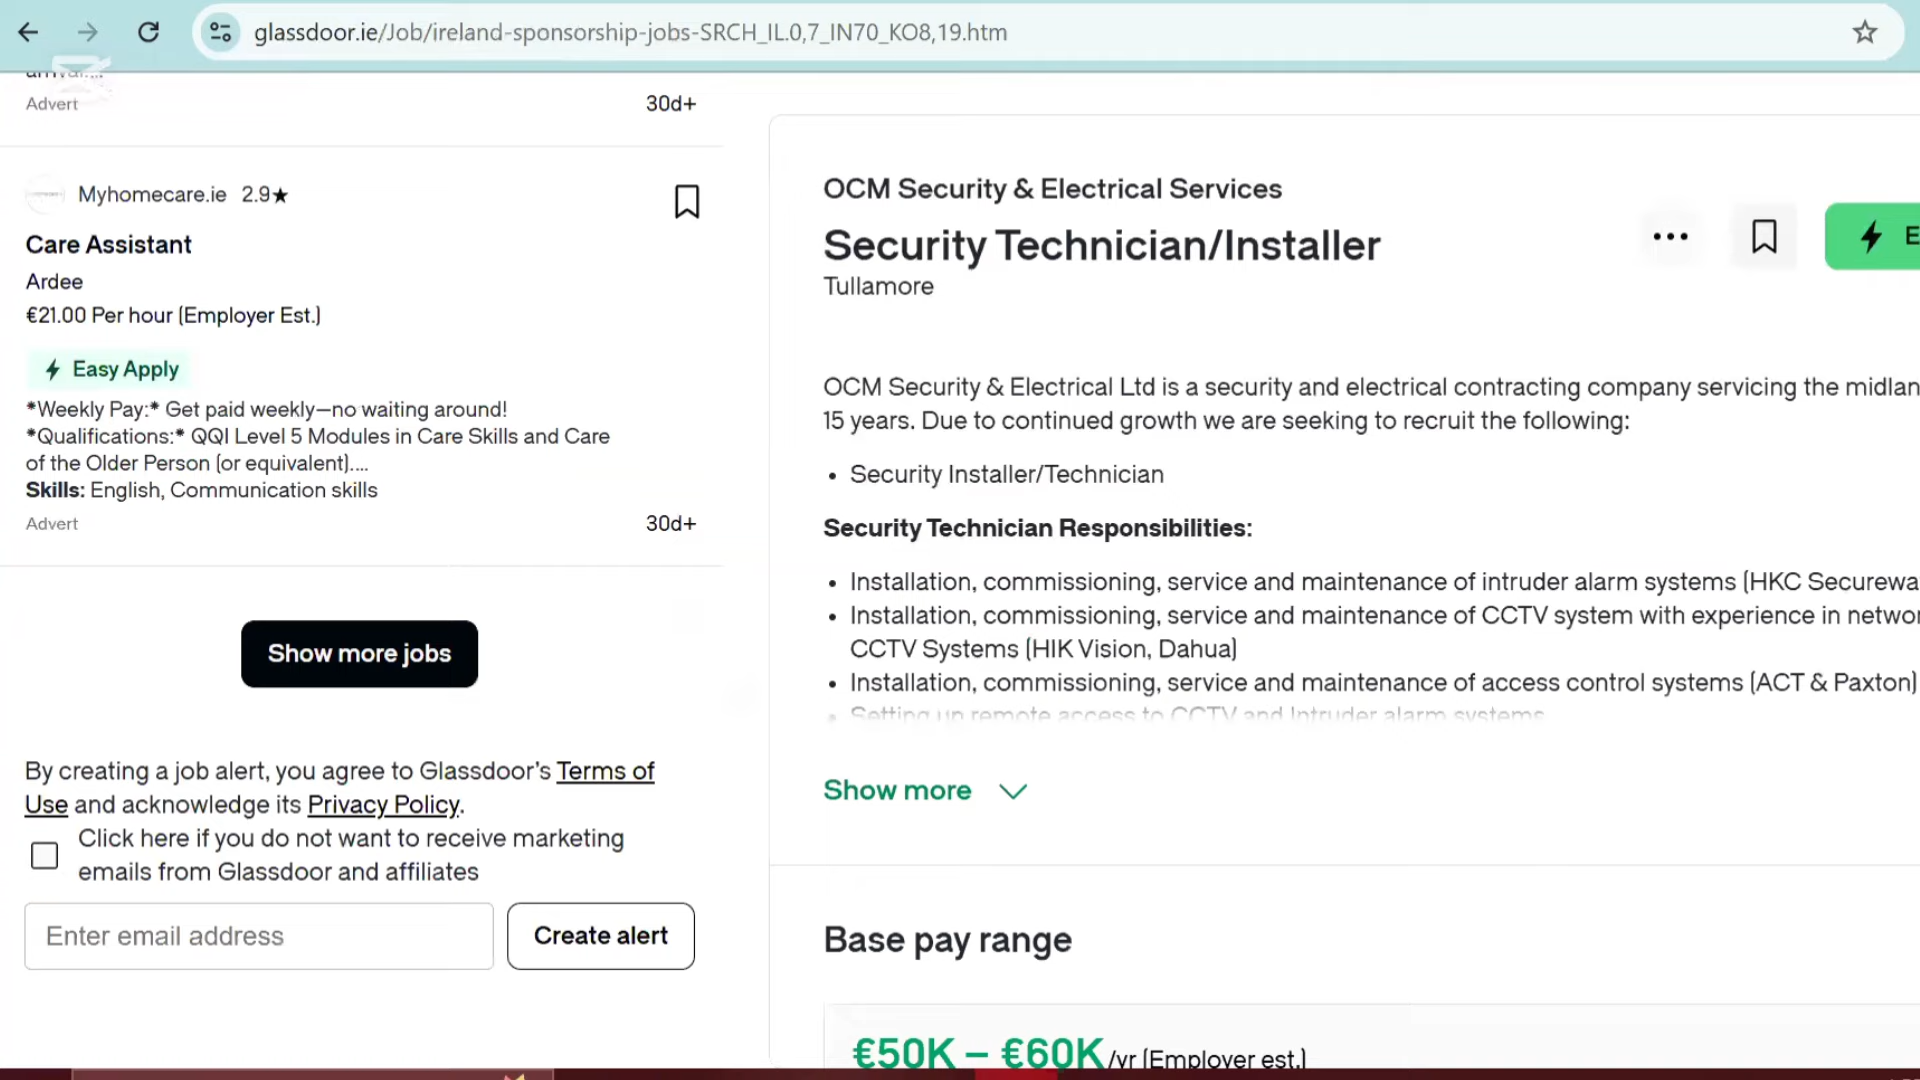 glassdoor.ie/Job/ireland-sponsorship-jobs-SRCH_IL.0,7_IN70_KO8,19.htm
Advert
30d+
Myhomecare.ie 2.9★
Care Assistant
Ardee
€21.00 Per hour (Employer Est.)
Easy Apply
*Weekly Pay:* Get paid weekly—no waiting around!
*Qualifications:* QQI Level 5 Modules in Care Skills and Care
of the Older Person (or equivalent)....
Skills: English, Communication skills
Advert
30d+
Show more jobs
By creating a job alert, you agree to Glassdoor's Terms of
Use and acknowledge its Privacy Policy.
Click here if you do not want to receive marketing
emails from Glassdoor and affiliates
Enter email address
Create alert
OCM Security & Electrical Services
Security Technician/Installer
Tullamore
OCM Security & Electrical Ltd is a security and electrical contracting company servicing the midlan
15 years. Due to continued growth we are seeking to recruit the following:
• Security Installer/Technician
Security Technician Responsibilities:
• Installation, commissioning, service and maintenance of intruder alarm systems (HKC Securewa
• Installation, commissioning, service and maintenance of CCTV system with experience in networ
CCTV Systems (HIK Vision, Dahua)
• Installation, commissioning, service and maintenance of access control systems (ACT & Paxton)
• Setting up remote access to CCTV and Intruder alarm systems
Show more
Base pay range
€50K – €60K/yr (Employer est.)